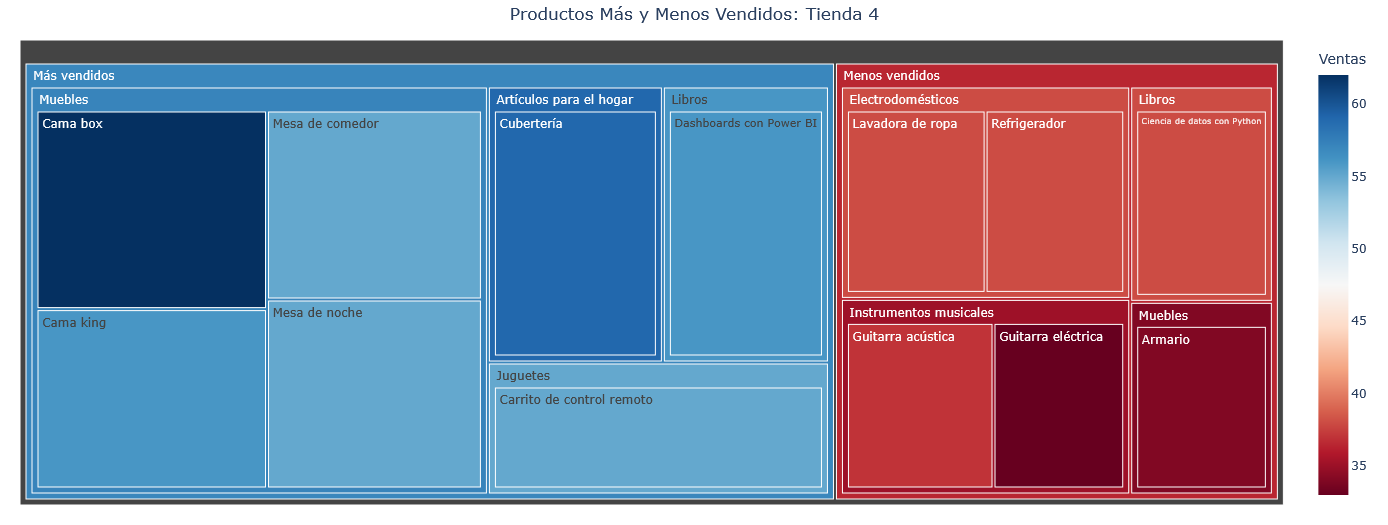 Productos Más y Menos Vendidos: Tienda 4
Más vendidos
Muebles
Cama box
Mesa de comedor
Cama king
Mesa de noche
Artículos para el hogar
Cubertería
Libros
Dashboards con Power BI
Juguetes
Carrito de control remoto
Menos vendidos
Electrodomésticos
Lavadora de ropa
Refrigerador
Libros
Ciencia de datos con Python
Instrumentos musicales
Guitarra acústica
Guitarra eléctrica
Muebles
Armario
Ventas
60
55
50
45
40
35